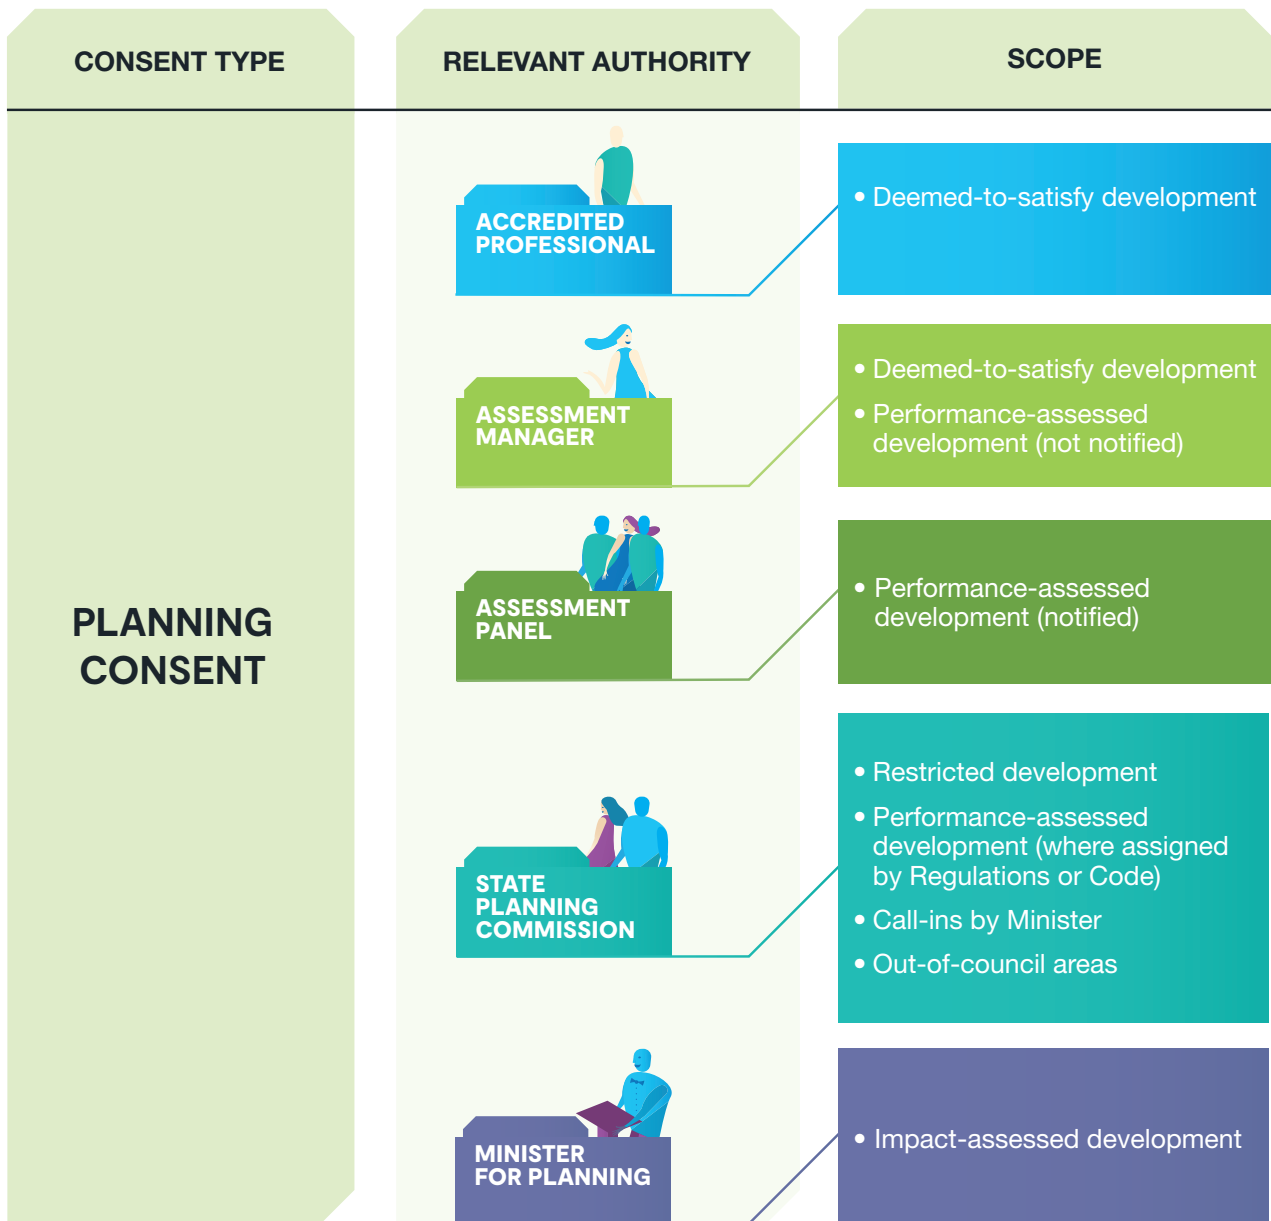 CONSENT TYPE
RELEVANT AUTHORITY
SCOPE
PLANNING
CONSENT
ACCREDITED
PROFESSIONAL
• Deemed-to-satisfy development
ASSESSMENT
MANAGER
• Deemed-to-satisfy development
• Performance-assessed
development (not notified)
ASSESSMENT
PANEL
• Performance-assessed
development (notified)
STATE
PLANNING
COMMISSION
• Restricted development
• Performance-assessed
development (where assigned
by Regulations or Code)
• Call-ins by Minister
• Out-of-council areas
MINISTER
FOR PLANNING
• Impact-assessed development